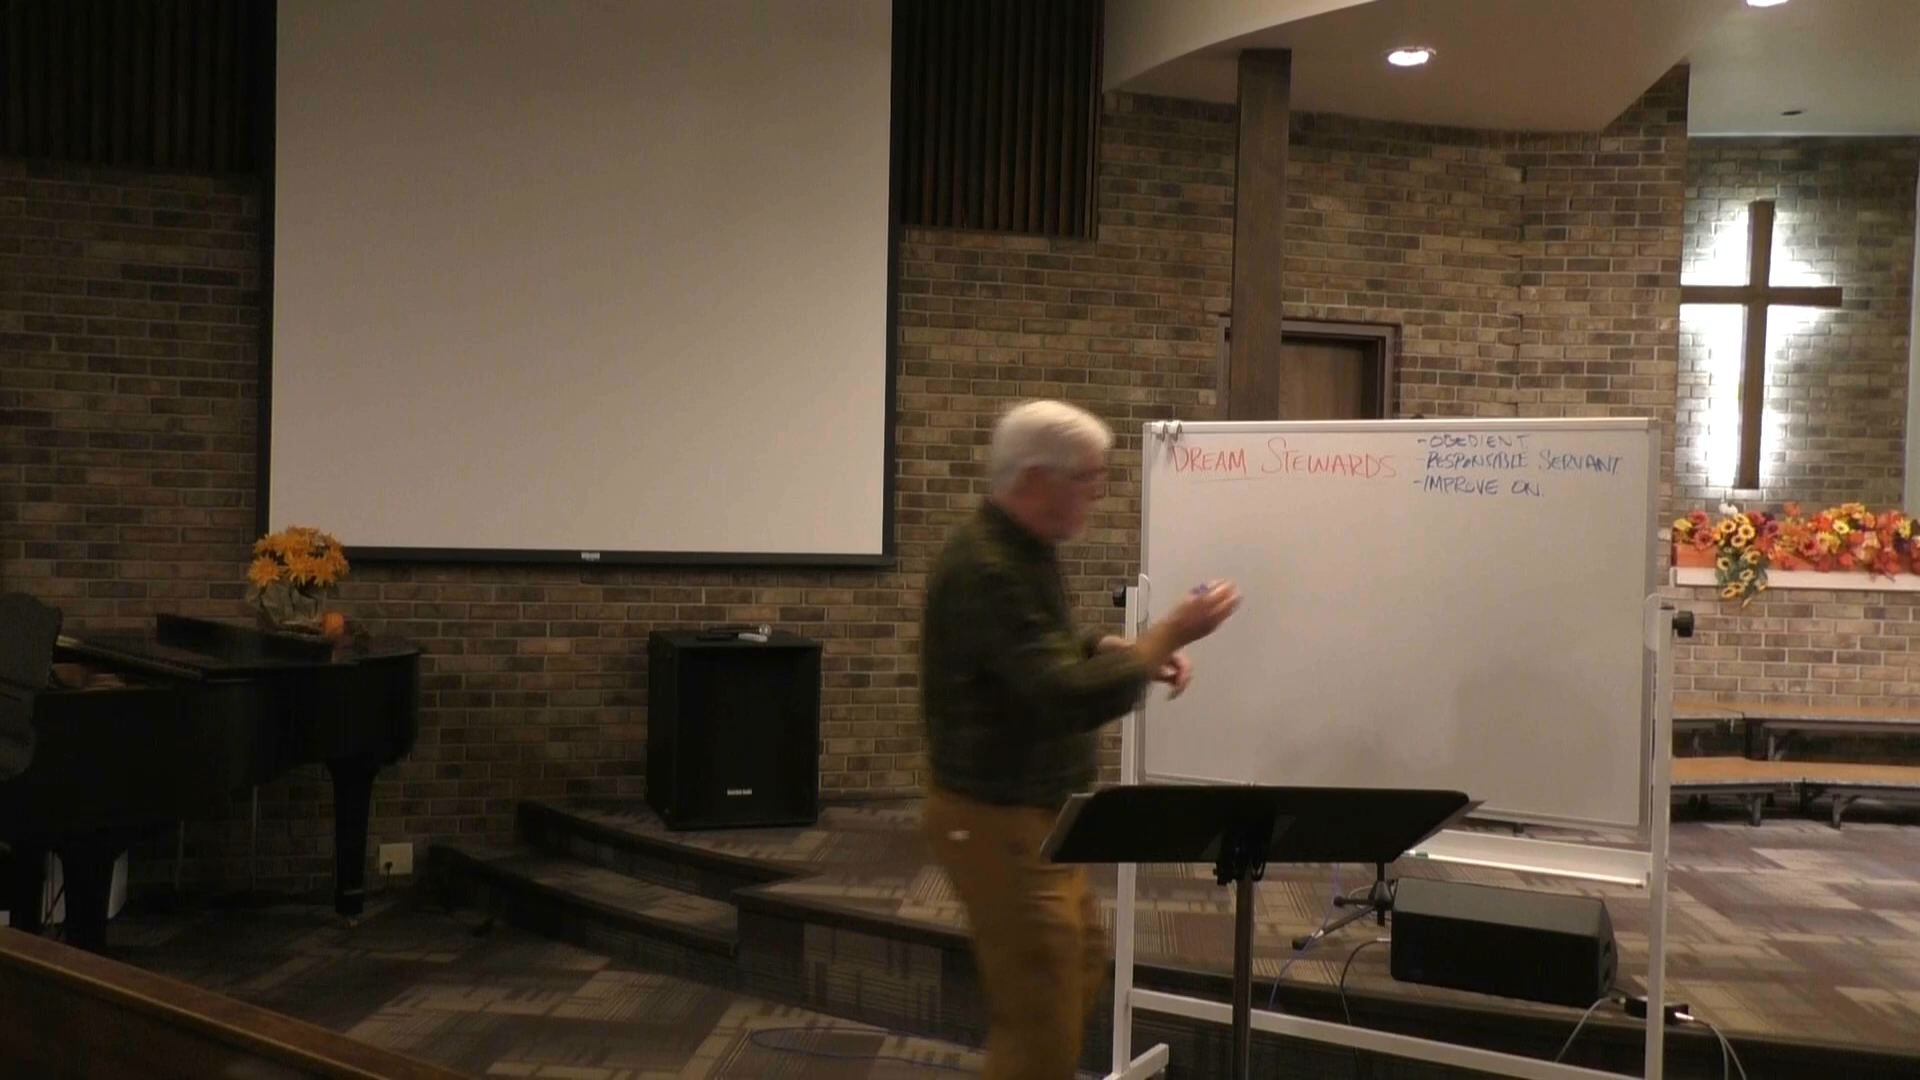 DREAM STEWARDS
-OBEDIENT
-RESPONSIBLE SERVANT
-IMPROVE ON.